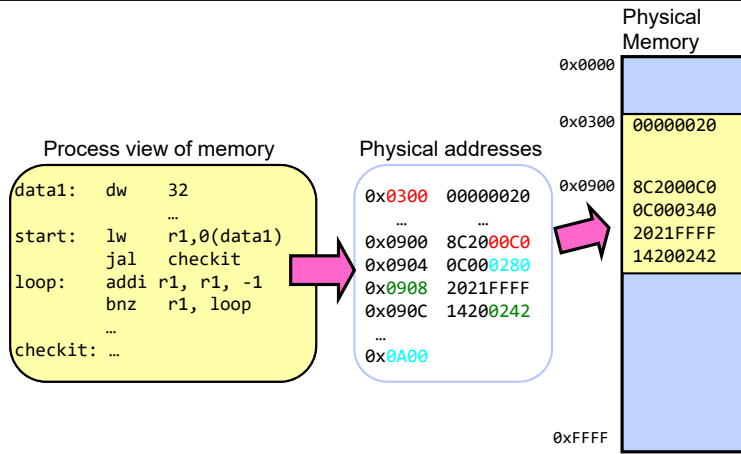 Process view of memory
data1: dw 32
…
start: lw r1,0(data1)
jal checkit
loop: addi r1, r1, -1
bnz r1, loop
…
checkit: …
Physical addresses
0x0300 00000020
… …
0x0900 8C2000C0
0x0904 0C000280
0x0908 2021FFFF
0x090C 14200242
…
0x0A00
Physical
Memory
0x0000
0x0300 00000020
0x0900 8C2000C0
0C000340
2021FFFF
14200242
0xFFFF